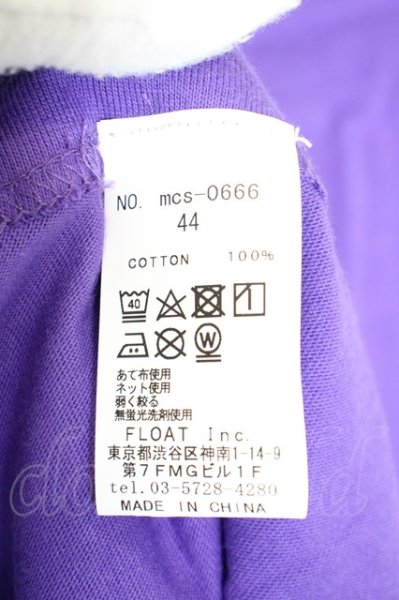 NO. mcs-0666
44
COTTON 100%
40
W
あて布使用
ネット使用
弱く絞る
無蛍光洗剤使用
FLOAT Inc.
東京都渋谷区神南1-14-9
第7FMGビル1F
tel.03-5728-4280
MADE IN CHINA